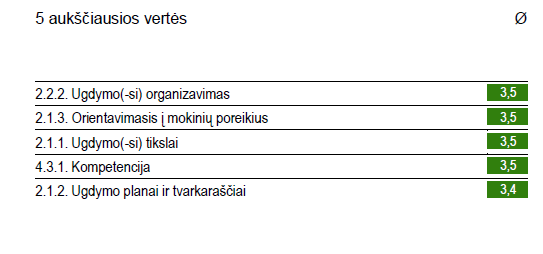 5 aukščiausios vertės Ø
2.2.2. Ugdymo(-si) organizavimas 3,5
2.1.3. Orientavimasis į mokinių poreikius 3,5
2.1.1. Ugdymo(-si) tikslai 3,5
4.3.1. Kompetencija 3,5
2.1.2. Ugdymo planai ir tvarkaraščiai 3,4